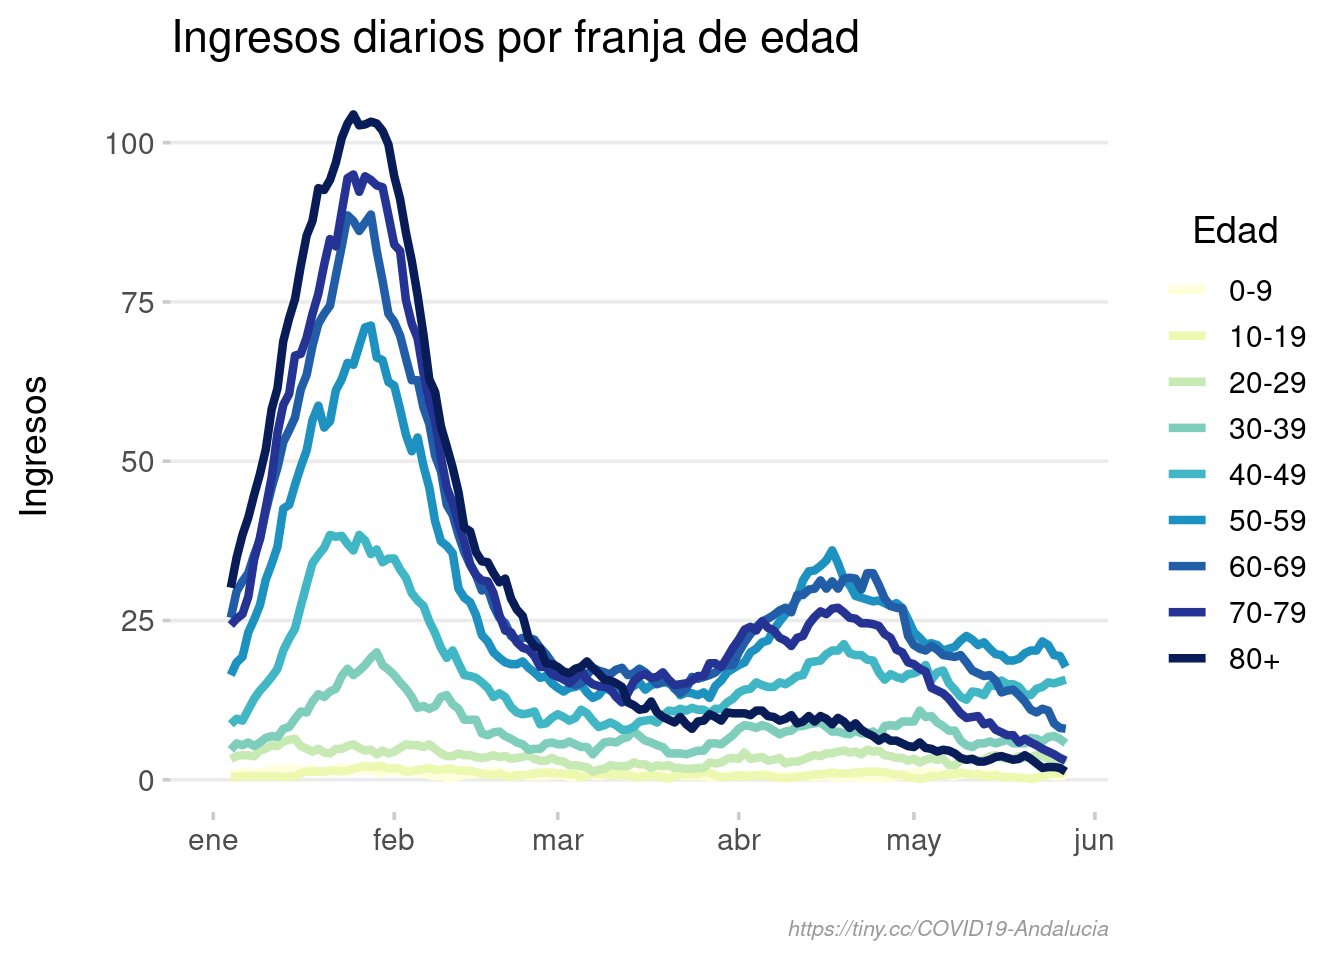 Ingresos diarios por franja de edad
Ingresos
100
75
50
25
0
ene feb mar abr may jun
Edad
0-9
10-19
20-29
30-39
40-49
50-59
60-69
70-79
80+
https://tiny.cc/COVID19-Andalucia